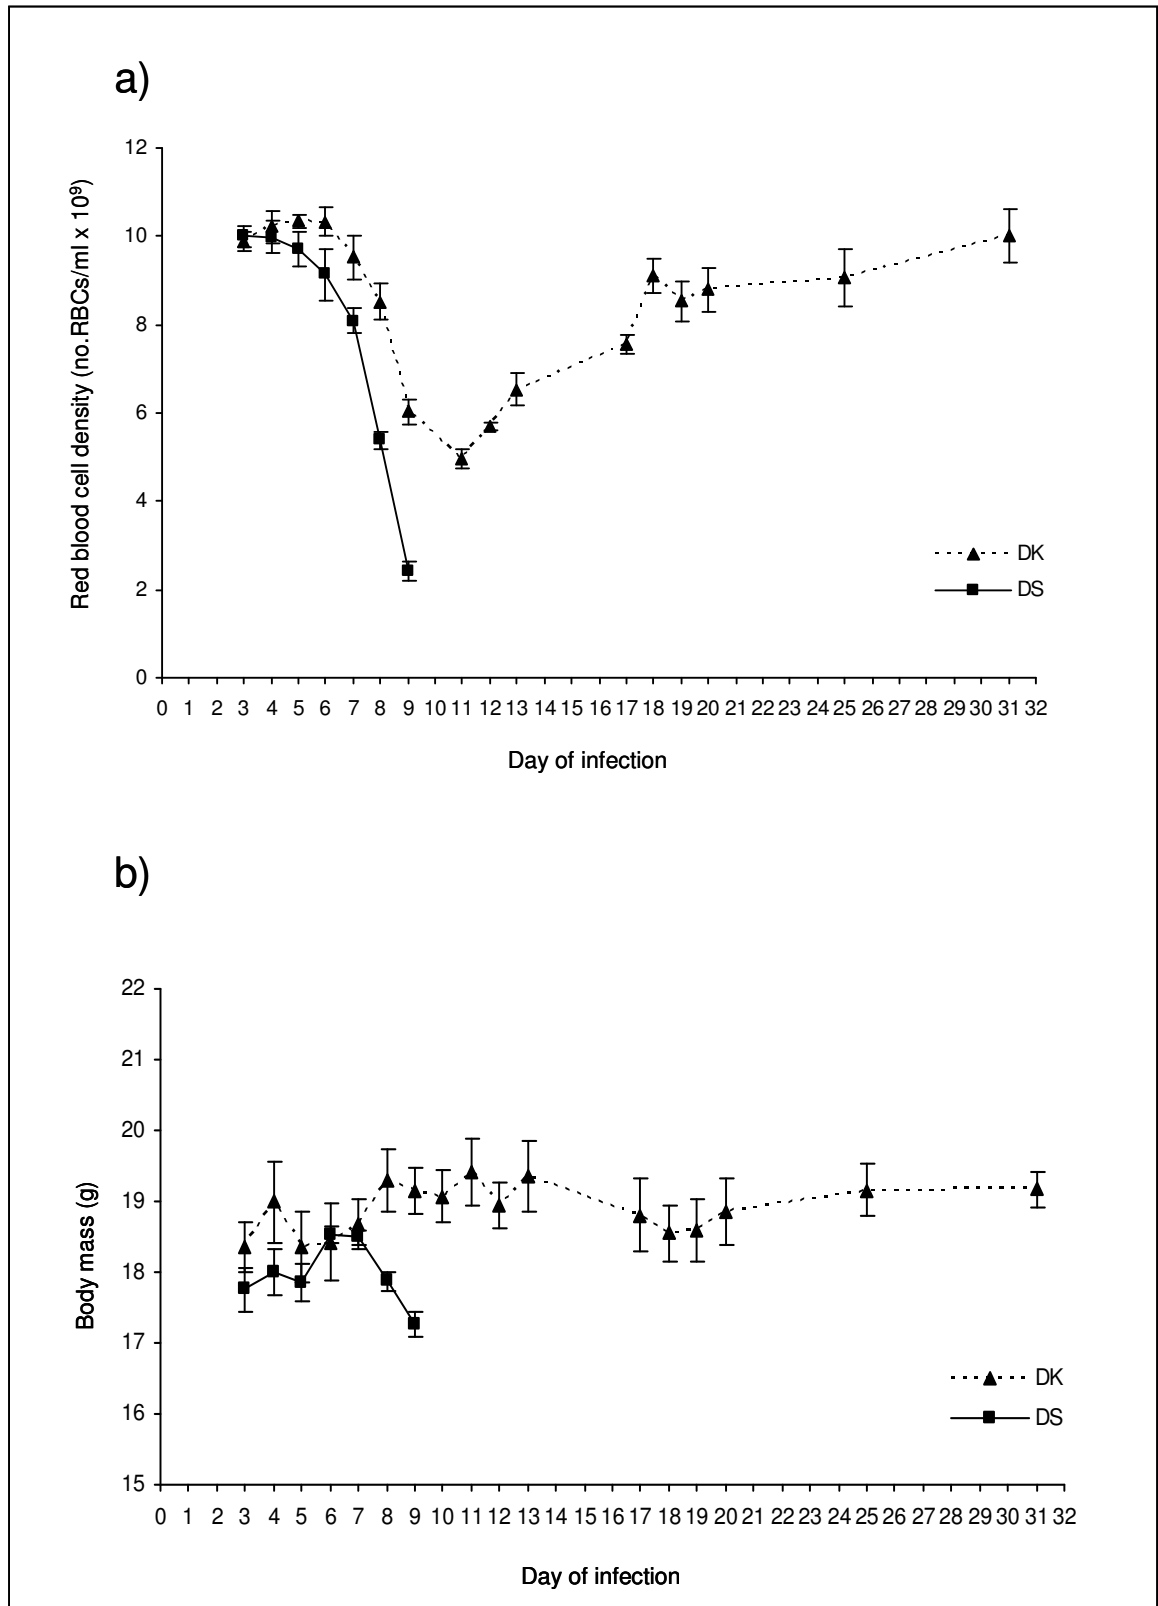 a)
12
10
8
6
4
2
0
Red blood cell density (no.RBCs/ml x 10⁹)
DK
DS
0 1 2 3 4 5 6 7 8 9 10 11 12 13 14 15 16 17 18 19 20 21 22 23 24 25 26 27 28 29 30 31 32
Day of infection
b)
22
21
20
19
18
17
16
15
Body mass (g)
DK
DS
0 1 2 3 4 5 6 7 8 9 10 11 12 13 14 15 16 17 18 19 20 21 22 23 24 25 26 27 28 29 30 31 32
Day of infection